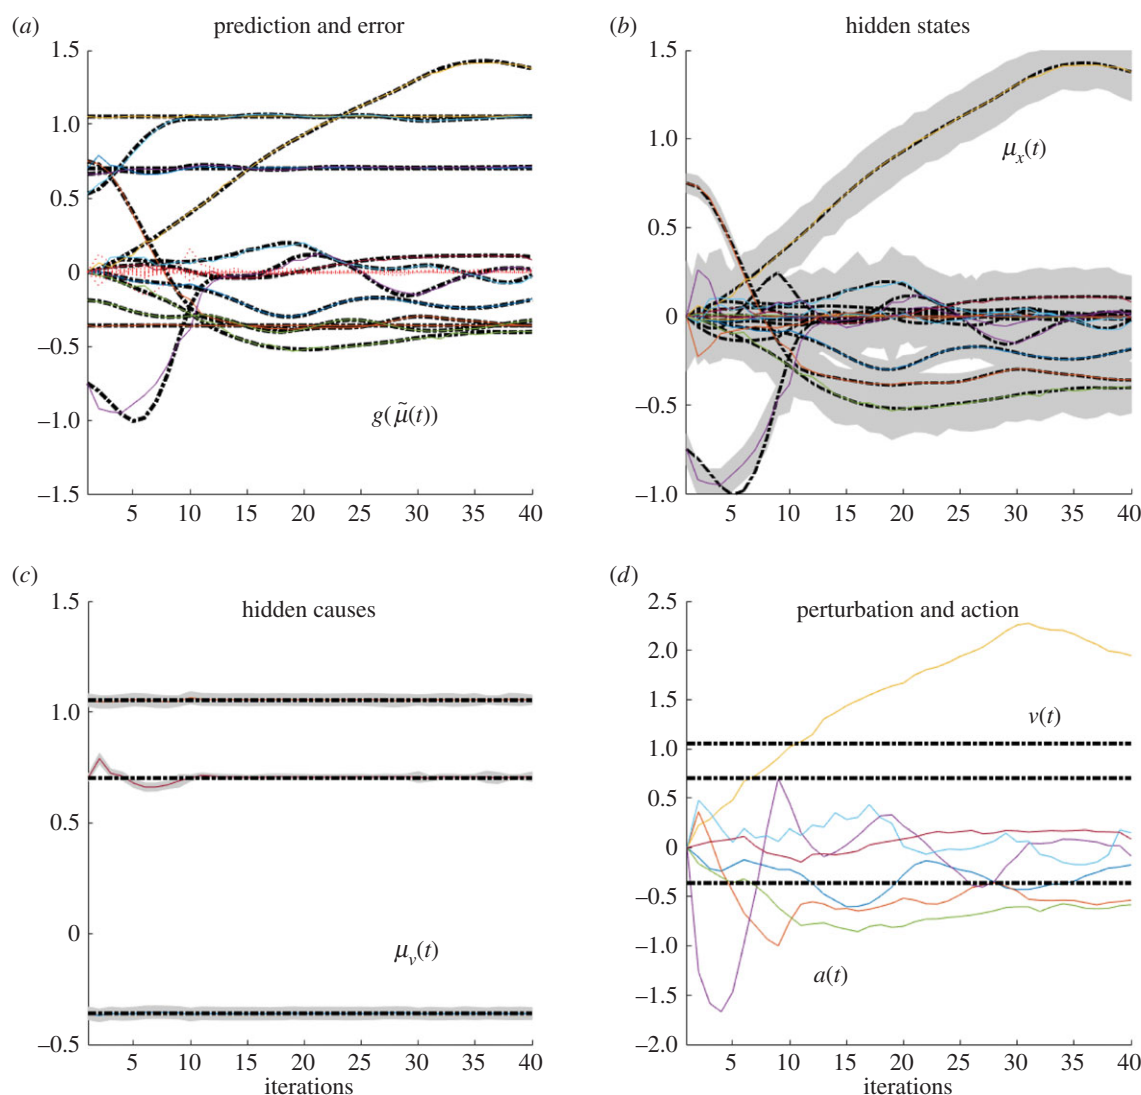 (a) prediction and error
1.5
1.0
0.5
0
–0.5
–1.0
–1.5
g(μ̃(t))
5 10 15 20 25 30 35 40
(b) hidden states
1.5
1.0
0.5
0
–0.5
–1.0
μx(t)
5 10 15 20 25 30 35 40
(c) hidden causes
1.5
1.0
0.5
0
–0.5
μv(t)
5 10 15 20 25 30 35 40
iterations
(d) perturbation and action
2.5
2.0
1.5
1.0
0.5
0
–0.5
–1.0
–1.5
–2.0
v(t)
a(t)
5 10 15 20 25 30 35 40
iterations